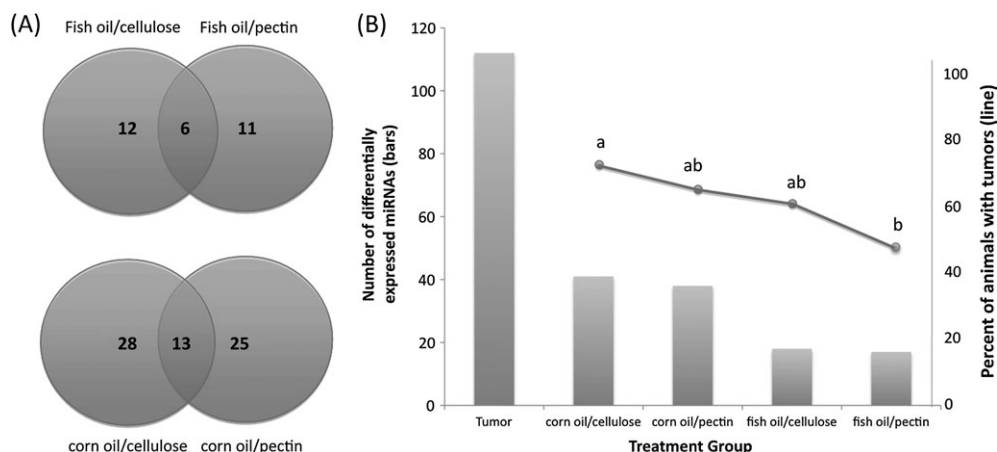 (A)
Fish oil/cellulose Fish oil/pectin
12 6 11
28 13 25
corn oil/cellulose corn oil/pectin
(B)
Number of differentially
expressed miRNAs (bars)
120
100
80
60
40
20
0
a
ab
ab
b
100
80
60
40
20
0
Percent of animals with tumors (line)
Tumor corn oil/cellulose corn oil/pectin fish oil/cellulose fish oil/pectin
Treatment Group